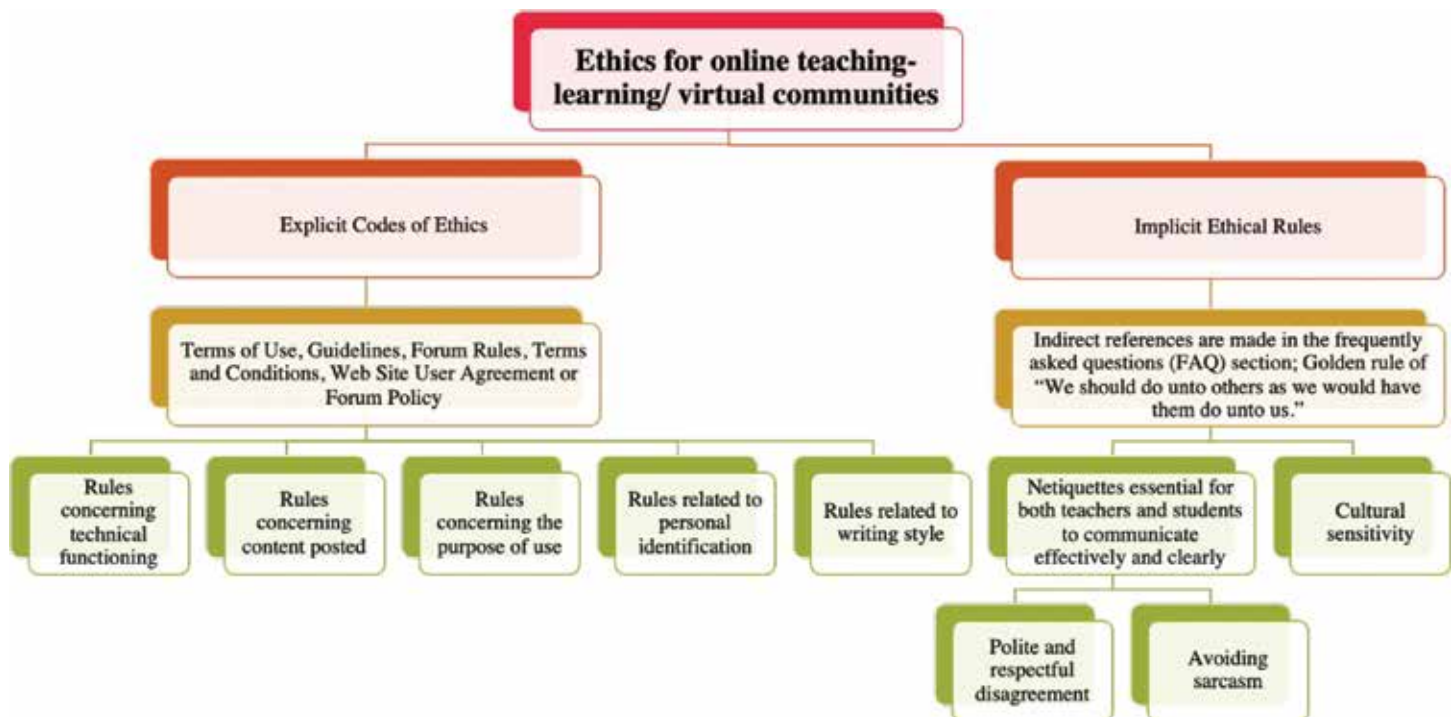 Ethics for online teaching-
learning/ virtual communities
Explicit Codes of Ethics
Implicit Ethical Rules
Terms of Use, Guidelines, Forum Rules, Terms
and Conditions, Web Site User Agreement or
Forum Policy
Indirect references are made in the frequently
asked questions (FAQ) section; Golden rule of
“We should do unto others as we would have
them do unto us.”
Rules
concerning
technical
functioning
Rules
concerning
content posted
Rules
concerning the
purpose of use
Rules related to
personal
identification
Rules related to
writing style
Netiquettes essential for
both teachers and students
to communicate
effectively and clearly
Cultural
sensitivity
Polite and
respectful
disagreement
Avoiding
sarcasm